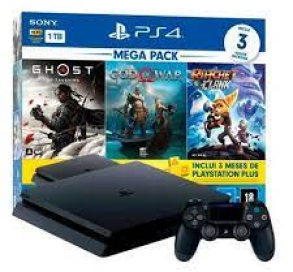 SONY
1TB
PS4
MEGA PACK
INCLUI
3
GHOST
GOD OF WAR
RATCHET
CLANK
INCLUI 3 MESES DE
PLAYSTATION PLUS
18